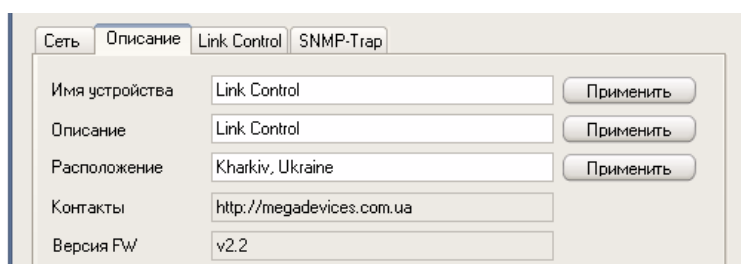 Сеть Описание Link Control SNMP-Trap
Имя устройства Link Control Применить
Описание Link Control Применить
Расположение Kharkiv, Ukraine Применить
Контакты http://megadevices.com.ua
Версия FW v2.2